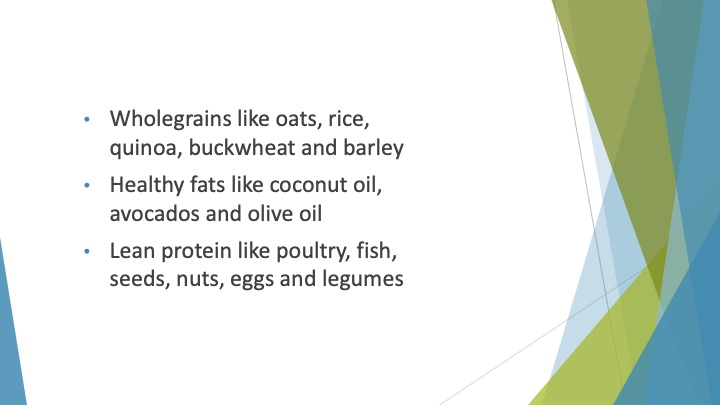 • Wholegrains like oats, rice,
quinoa, buckwheat and barley
• Healthy fats like coconut oil,
avocados and olive oil
• Lean protein like poultry, fish,
seeds, nuts, eggs and legumes